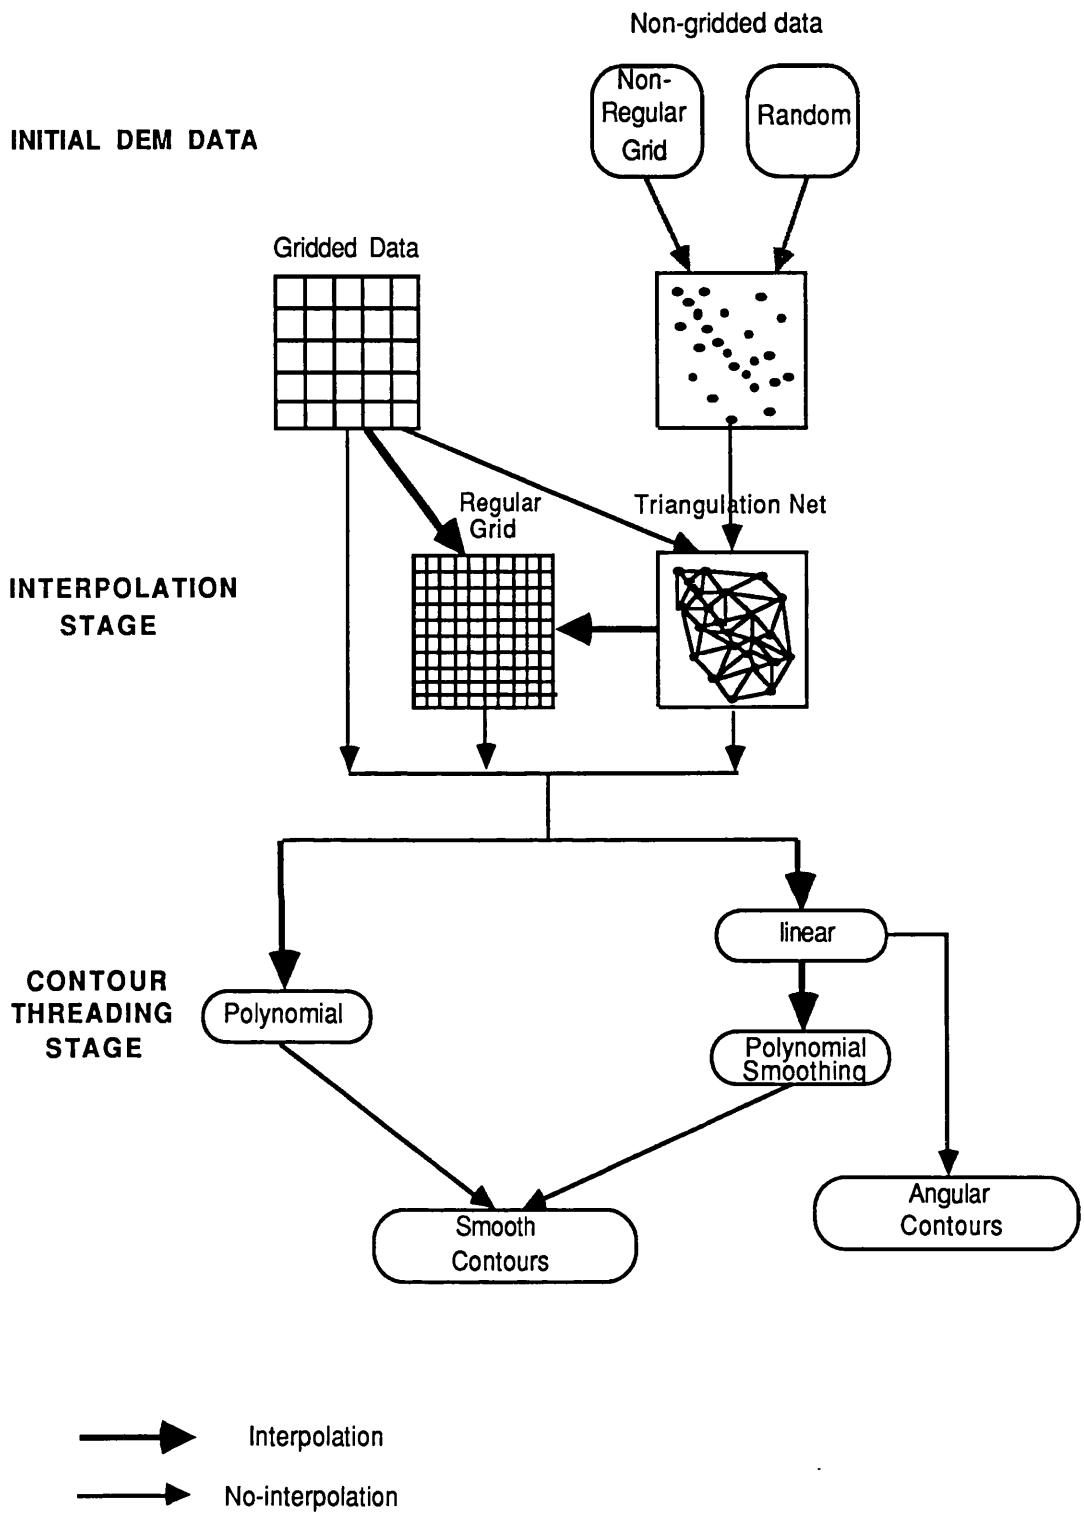 Non-gridded data
Non-
Regular
Grid
Random
INITIAL DEM DATA
Gridded Data
Regular
Grid
Triangulation Net
INTERPOLATION
STAGE
linear
CONTOUR
THREADING
STAGE
Polynomial
Polynomial
Smoothing
Angular
Contours
Smooth
Contours
Interpolation
No-interpolation